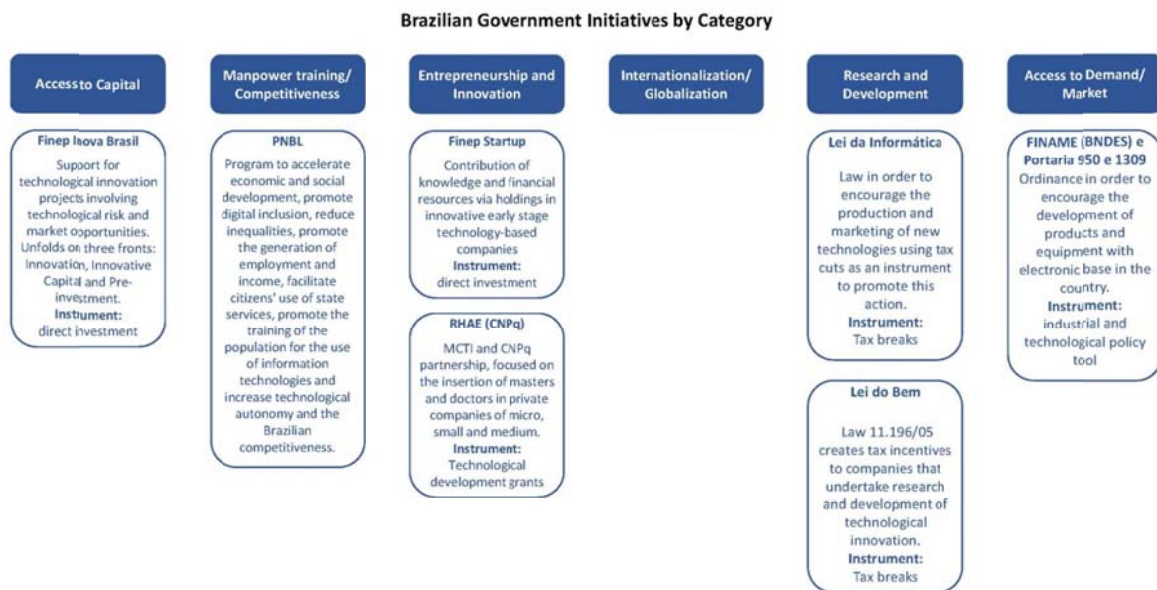 Brazilian Government Initiatives by Category
Access to Capital
Finep Inova Brasil
Support for
technological innovation
projects involving
technological risk and
market opportunities.
Unfolds on three fronts:
Innovation, Innovative
Capital and Pre-
investment.
Instrument:
direct investment
Manpower training/
Competitiveness
PNBL
Program to accelerate
economic and social
development, promote
digital inclusion, reduce
inequalities, promote
the generation of
employment and
income, facilitate
citizens' use of state
services, promote the
training of the
population for the use
of information
technologies and
increase technological
autonomy and the
Brazilian
competitiveness.
Entrepreneurship and
Innovation
Finep Startup
Contribution of
knowledge and financial
resources via holdings in
innovative early stage
technology-based
companies
Instrument:
direct investment
RHAE (CNPq)
MCTI and CNPq
partnership, focused on
the insertion of masters
and doctors in private
companies of micro,
small and medium.
Instrument:
Technological
development grants
Internationalization/
Globalization
Research and
Development
Lei da Informática
Law in order to
encourage the
production and
marketing of new
technologies using tax
cuts as an instrument
to promote this
action.
Instrument:
Tax breaks
Lei do Bem
Law 11.196/05
creates tax incentives
to companies that
undertake research
and development of
technological
innovation.
Instrument:
Tax breaks
Access to Demand/
Market
FINAME (BNDES) e
Portaria 950 e 1309
Ordinance in order to
encourage the
development of
products and
equipment with
electronic base in the
country.
Instrument:
industrial and
technological policy
tool